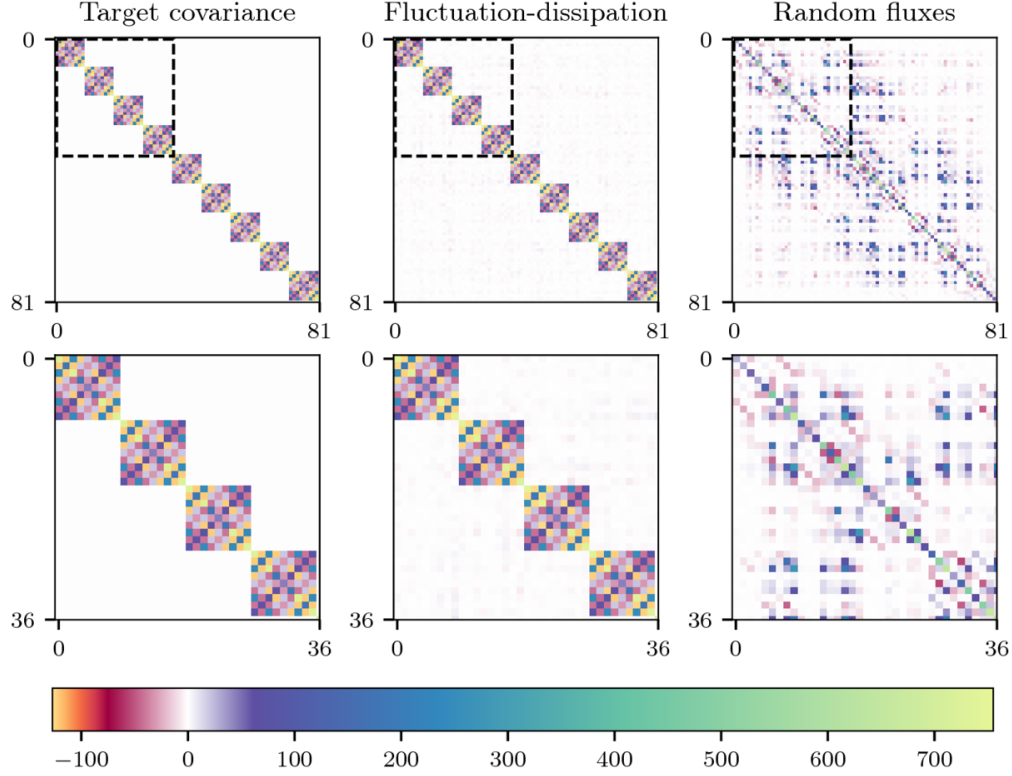 Target covariance Fluctuation-dissipation Random fluxes
0 0 0
81 81 81
0 81 0 81 0 81
0 0 0
36 36 36
0 36 0 36 0 36
−100 0 100 200 300 400 500 600 700